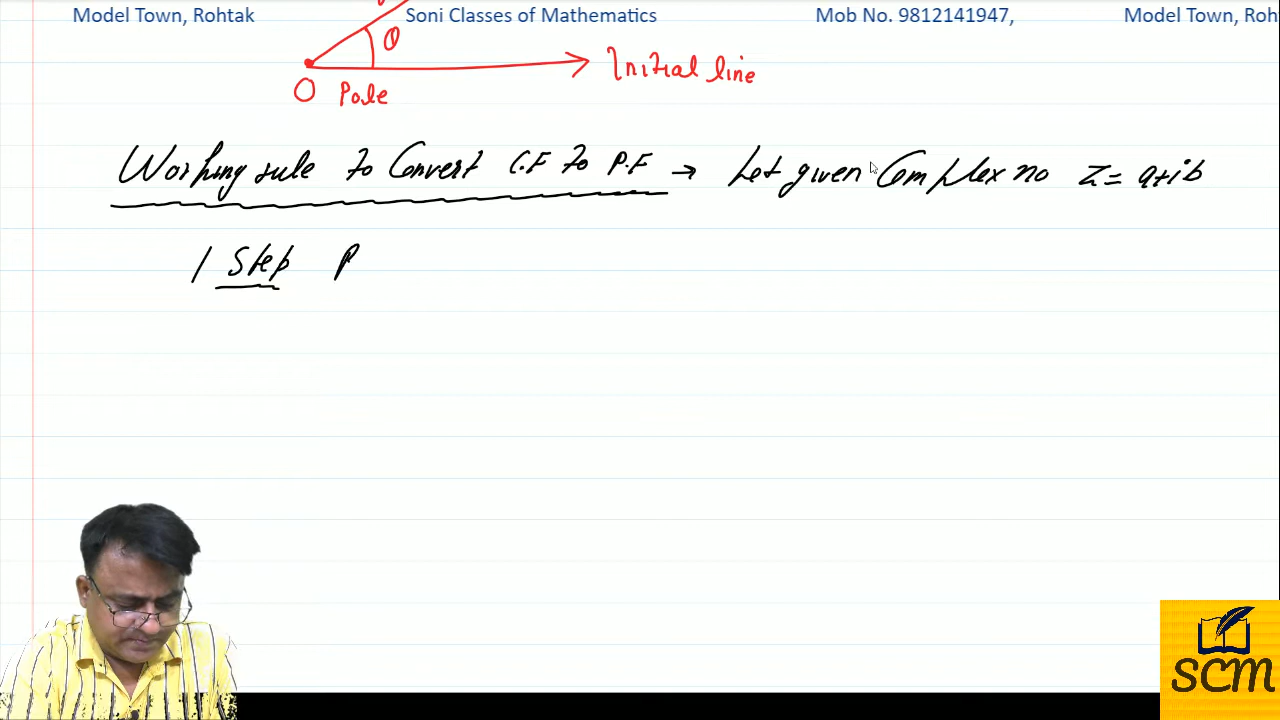 Model Town, Rohtak Soni Classes of Mathematics Mob No. 9812141947, Model Town, Roh
θ
Initial line
O Pole
Working rule to Convert C.F to P.F → Let given Complex no Z = a+ib
1 Step P
SCM